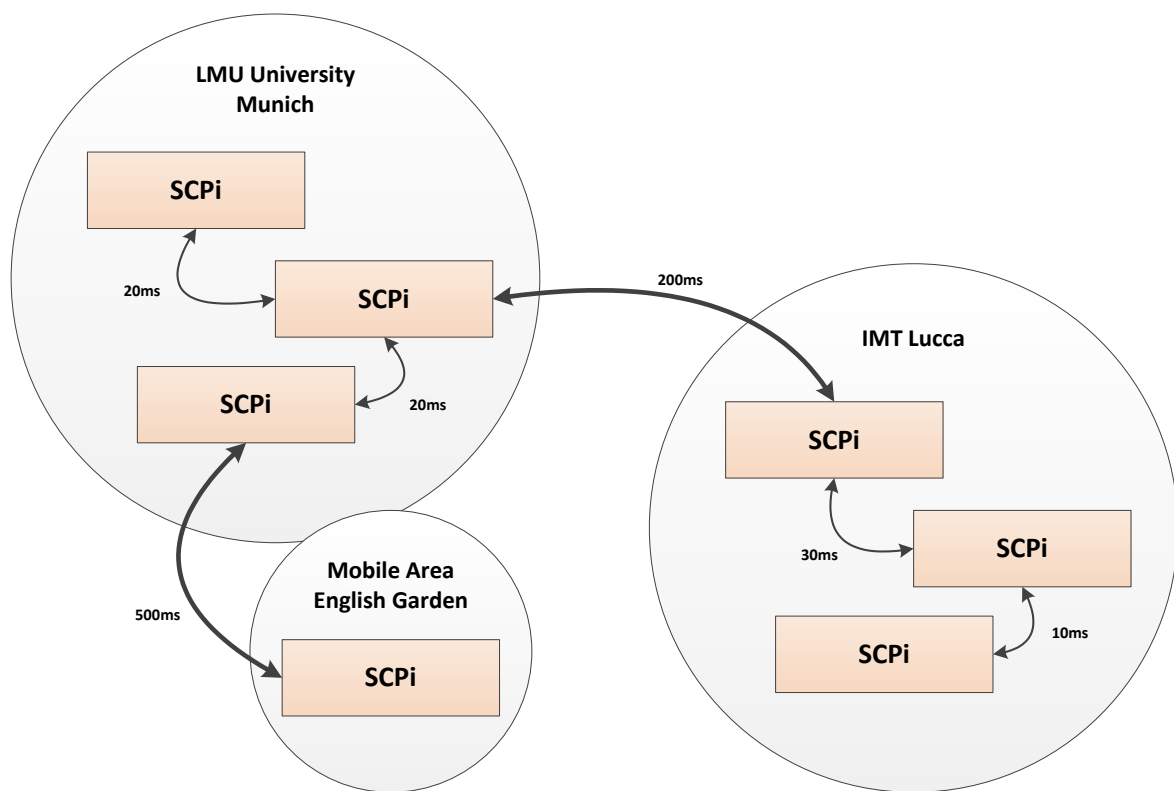 LMU University
Munich
SCPi
20ms
SCPi
SCPi
20ms
200ms
IMT Lucca
SCPi
30ms
SCPi
SCPi
10ms
500ms
Mobile Area
English Garden
SCPi